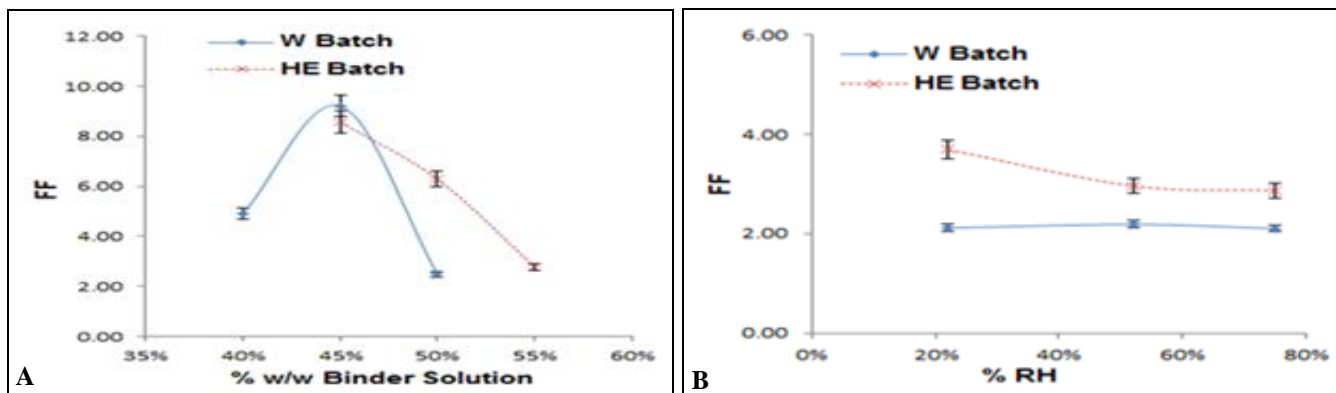 12.00
10.00
8.00
6.00
4.00
2.00
0.00
FF
W Batch
HE Batch
35% 40% 45% 50% 55% 60%
% w/w Binder Solution
A
6.00
4.00
2.00
0.00
FF
W Batch
HE Batch
0% 20% 40% 60% 80%
% RH
B